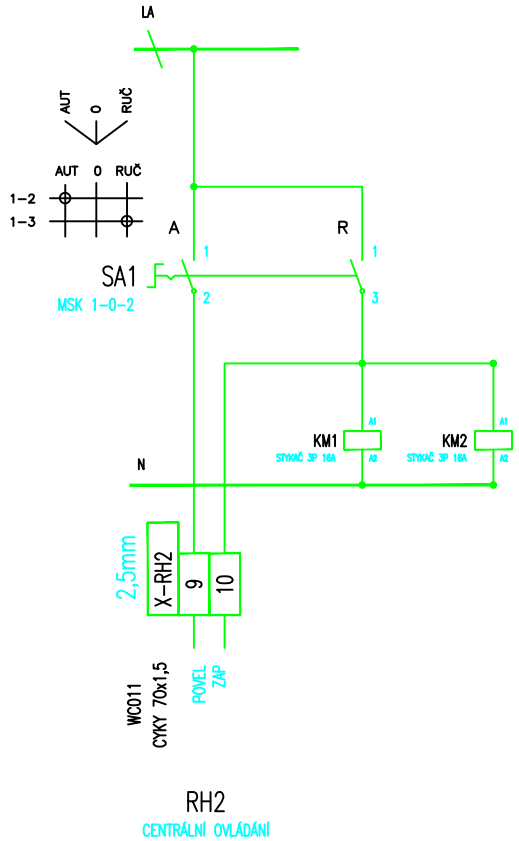 LA
AUT
0
RUČ
AUT 0 RUČ
1-2
1-3
A
R
1
1
SA1
2
3
MSK 1-0-2
A1
A1
KM1
KM2
STYKAČ 3P 16A
STYKAČ 3P 16A
A2
A2
N
2,5mm
X-RH2
9
10
WC011
CYKY 7Ox1,5
POVEL
ZAP
RH2
CENTRÁLNÍ OVLÁDÁNÍ